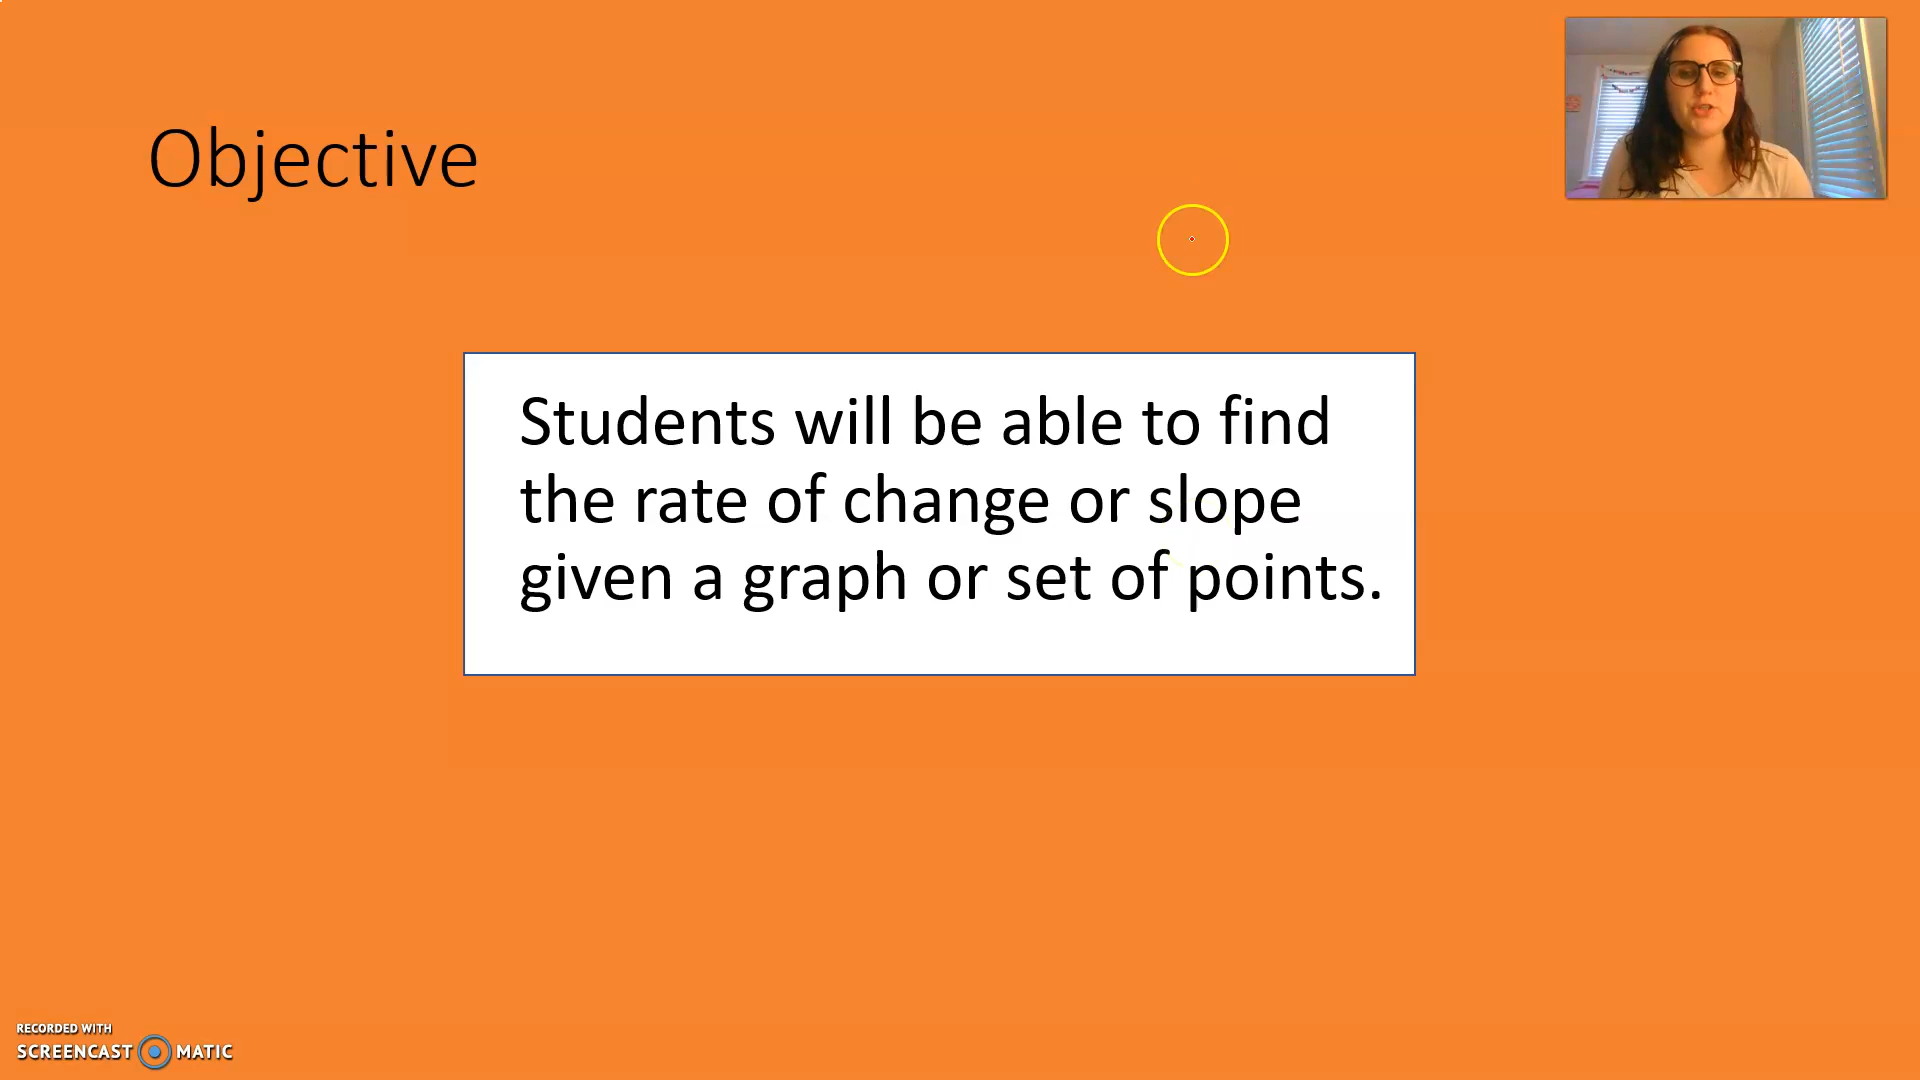 Objective
Students will be able to find
the rate of change or slope
given a graph or set of points.
RECORDED WITH
SCREENCAST MATIC